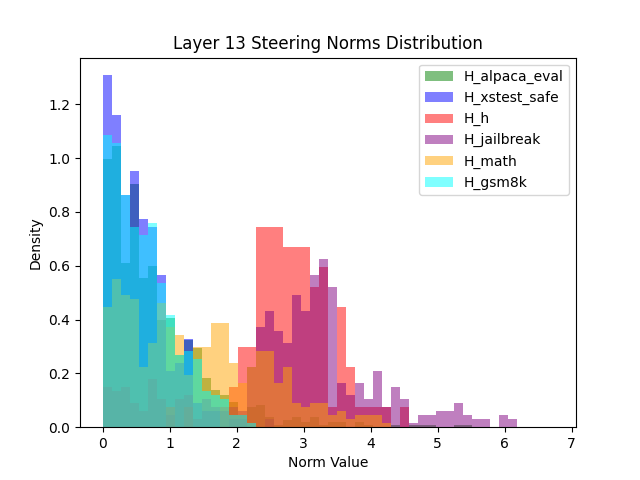 Layer 13 Steering Norms Distribution
H_alpaca_eval
H_xstest_safe
H_h
H_jailbreak
H_math
H_gsm8k
Density
1.2
1.0
0.8
0.6
0.4
0.2
0.0
0 1 2 3 4 5 6 7
Norm Value